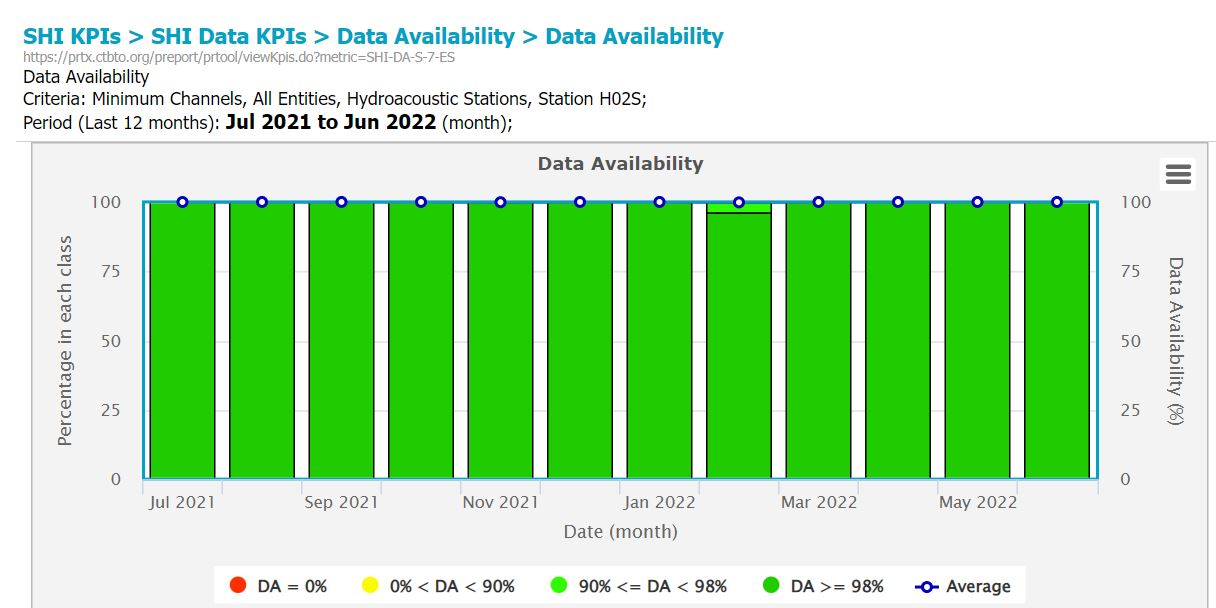 SHI KPIs > SHI Data KPIs > Data Availability > Data Availability
https://prtx.ctbto.org/preport/prtool/viewKpis.do?metric=SHI-DA-S-7-ES
Data Availability
Criteria: Minimum Channels, All Entities, Hydroacoustic Stations, Station H02S;
Period (Last 12 months): Jul 2021 to Jun 2022 (month);
Data Availability
100
75
50
25
0
Percentage in each class
100
75
50
25
0
Data Availability (%)
Jul 2021 Sep 2021 Nov 2021 Jan 2022 Mar 2022 May 2022
Date (month)
DA = 0% 0% < DA < 90% 90% <= DA < 98% DA >= 98% Average